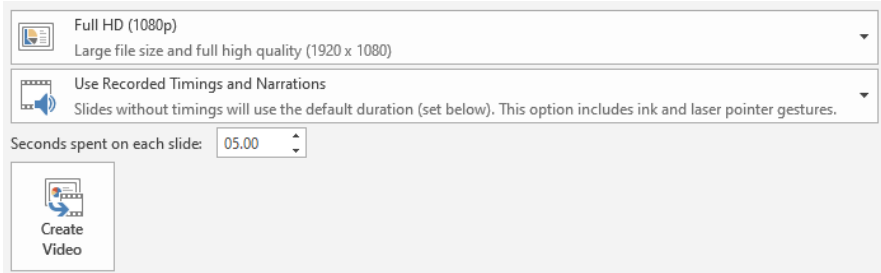 Full HD (1080p)
Large file size and full high quality (1920 x 1080)
Use Recorded Timings and Narrations
Slides without timings will use the default duration (set below). This option includes ink and laser pointer gestures.
Seconds spent on each slide: 05.00
Create
Video